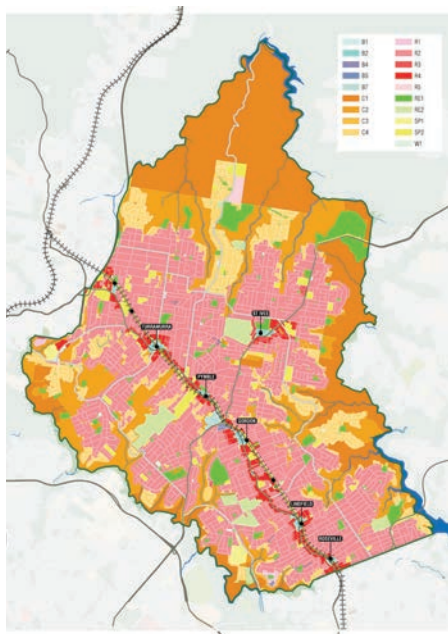 B1
B2
B4
B5
B7
C1
C2
C3
C4
R1
R2
R3
R4
R5
RE1
RE2
SP1
SP2
W1
ST IVES
TURRAMURRA
PYMBLE
GORDON
LINDFIELD
ROSEVILLE